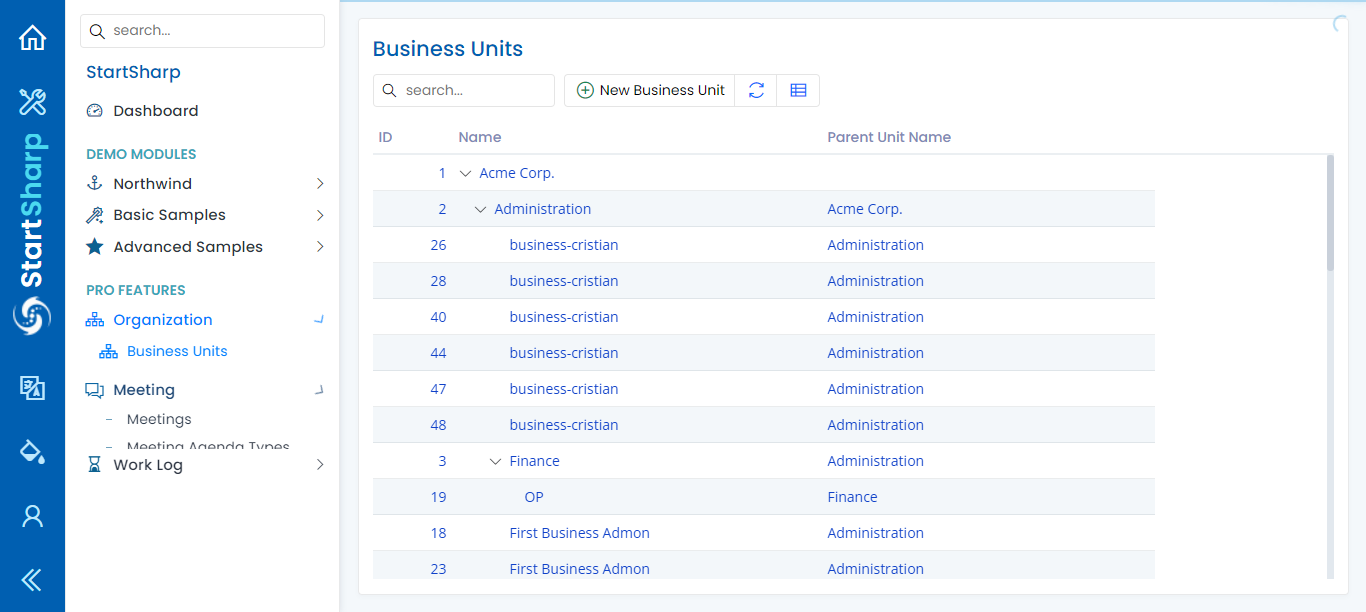 StartSharp
search...
StartSharp
Dashboard
DEMO MODULES
Northwind
Basic Samples
Advanced Samples
PRO FEATURES
Organization
Business Units
Meeting
Meetings
Meeting Agenda Types
Work Log
Business Units
search...
New Business Unit
ID Name Parent Unit Name
1 Acme Corp.
2 Administration Acme Corp.
26 business-cristian Administration
28 business-cristian Administration
40 business-cristian Administration
44 business-cristian Administration
47 business-cristian Administration
48 business-cristian Administration
3 Finance Administration
19 OP Finance
18 First Business Admon Administration
23 First Business Admon Administration